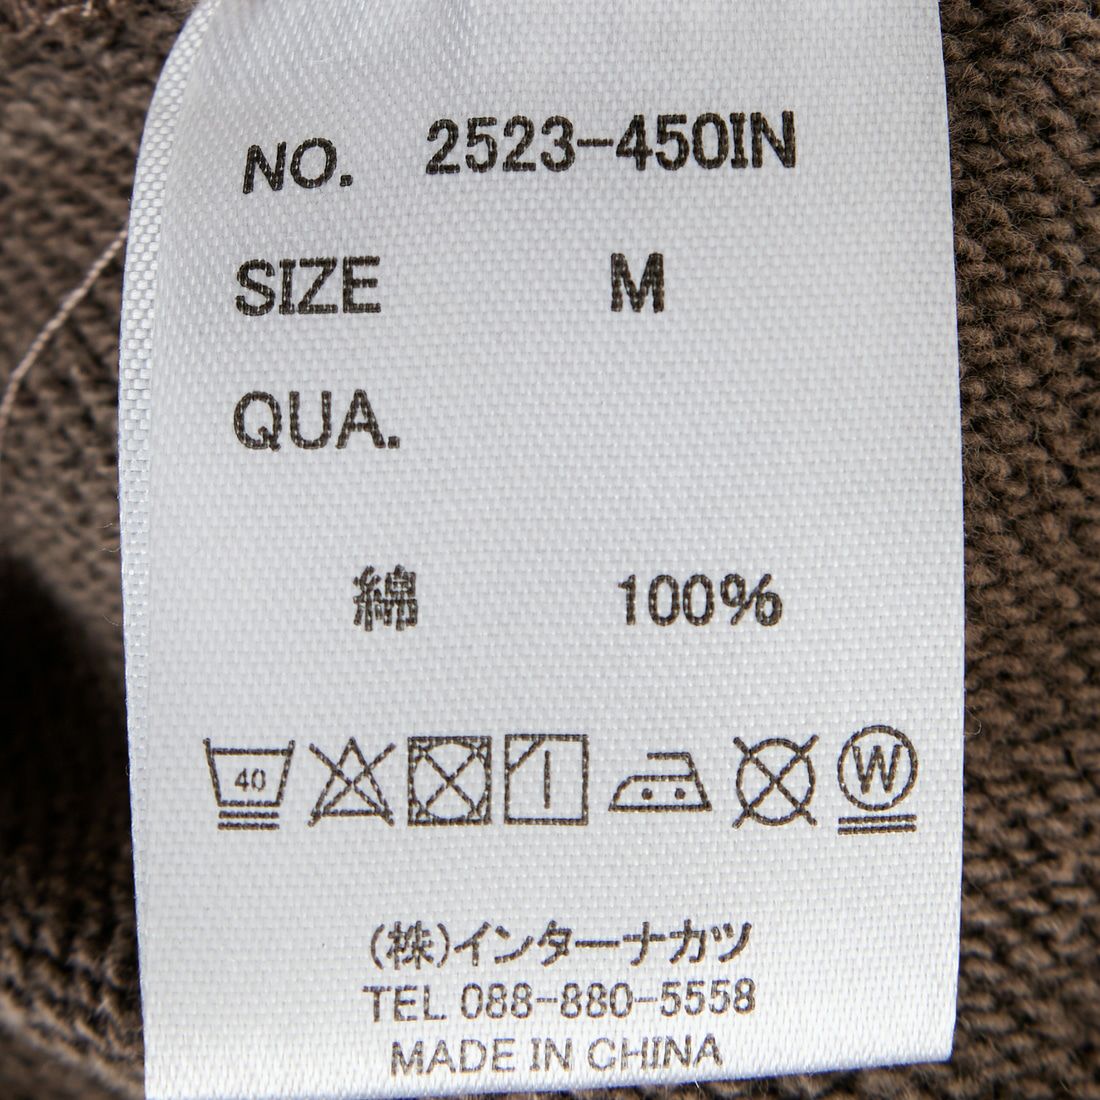 NO. 2523-450IN
SIZE M
QUA.
綿 100%
40 W
(株)インターナカツ
TEL 088-880-5558
MADE IN CHINA